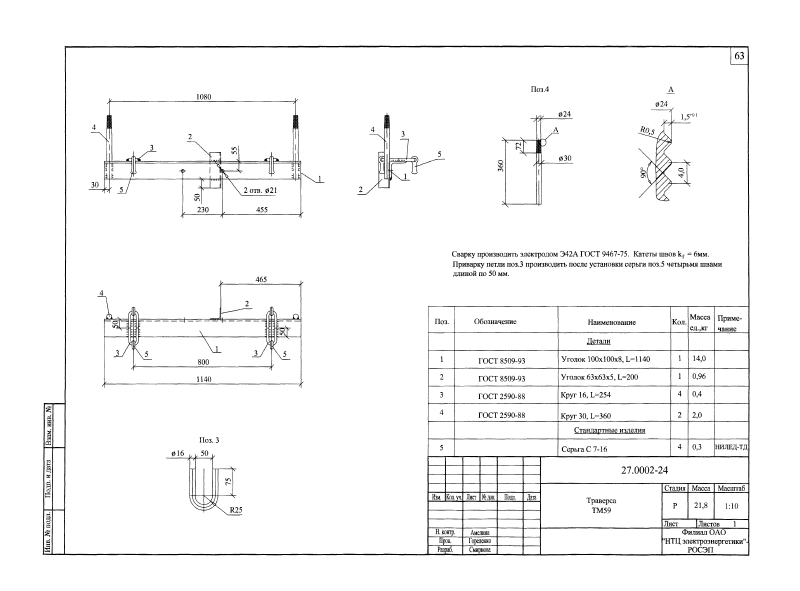 63
1080
4
3
2
55
30
5
50
2 отв. ø21
1
230
455
4
3
5
2
1
Поз.4
ø24
А
72
360
ø30
А
ø24
1,5⁺⁰·¹
R0,5
90°
4,0
Сварку производить электродом Э42А ГОСТ 9467-75. Катеты швов kf = 6мм.
Приварку петли поз.3 производить после установки серьги поз.5 четырьмя швами
длиной по 50 мм.
465
4
2
50
50
3
5
1
3
5
800
1140
Поз. 3
ø16
50
75
R25
Поз. Обозначение Наименование Кол. Масса ед.,кг Приме-чание
Детали
1 ГОСТ 8509-93 Уголок 100х100х8, L=1140 1 14,0
2 ГОСТ 8509-93 Уголок 63х63х5, L=200 1 0,96
3 ГОСТ 2590-88 Круг 16, L=254 4 0,4
4 ГОСТ 2590-88 Круг 30, L=360 2 2,0
Стандартные изделия
5 Серьга С 7-16 4 0,3 НИЛЕД-ТД
27.0002-24
Изм. Кол. уч. Лист № док. Подп. Дата
Траверса
ТМ59
Стадия Масса Масштаб
Р 21,8 1:10
Лист Листов 1
Н. контр. Амелина
Пров. Гореленко
Разраб. Смирнова
Филиал ОАО
"НТЦ электроэнергетики"-
РОСЭП
Взам. инв. №
Подп. и дата
Инв. № подл.